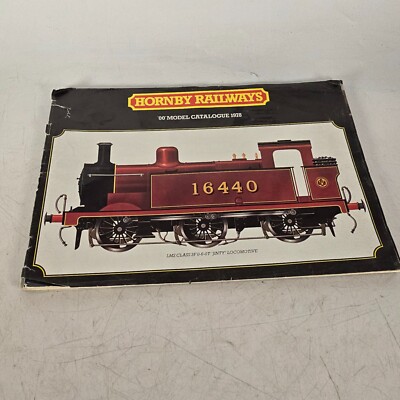 HORNBY RAILWAYS
'00' MODEL CATALOGUE 1978
16440
LMS CLASS 3F 0-6-0T 'JINTY' LOCOMOTIVE